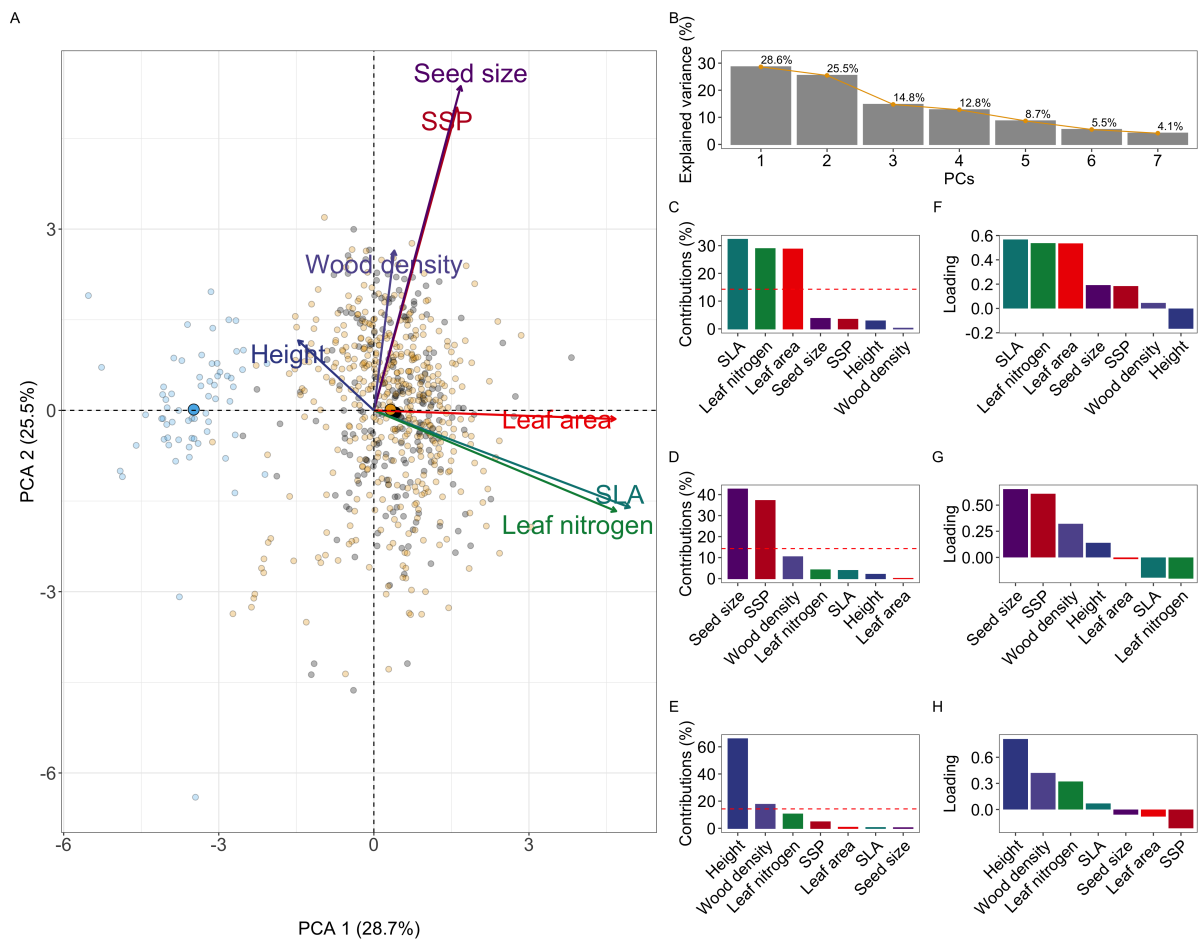 A
Seed size
SSP
Wood density
Height
Leaf area
SLA
Leaf nitrogen
3
0
-3
-6
-6
-3
0
3
PCA 2 (25.5%)
PCA 1 (28.7%)
B
Explained variance (%)
30
20
10
0
28.6%
25.5%
14.8%
12.8%
8.7%
5.5%
4.1%
1 2 3 4 5 6 7
PCs
C
Contributions (%)
30
20
10
0
SLA
Leaf nitrogen
Leaf area
Seed size
SSP
Height
Wood density
F
Loading
0.6
0.4
0.2
0.0
-0.2
SLA
Leaf nitrogen
Leaf area
Seed size
SSP
Wood density
Height
D
Contributions (%)
40
30
20
10
0
Seed size
SSP
Wood density
Leaf nitrogen
SLA
Height
Leaf area
G
Loading
0.50
0.25
0.00
Seed size
SSP
Wood density
Height
Leaf area
SLA
Leaf nitrogen
E
Contributions (%)
60
40
20
0
Height
Wood density
Leaf nitrogen
SSP
Leaf area
SLA
Seed size
H
Loading
0.6
0.3
0.0
Height
Wood density
Leaf nitrogen
SLA
Seed size
Leaf area
SSP